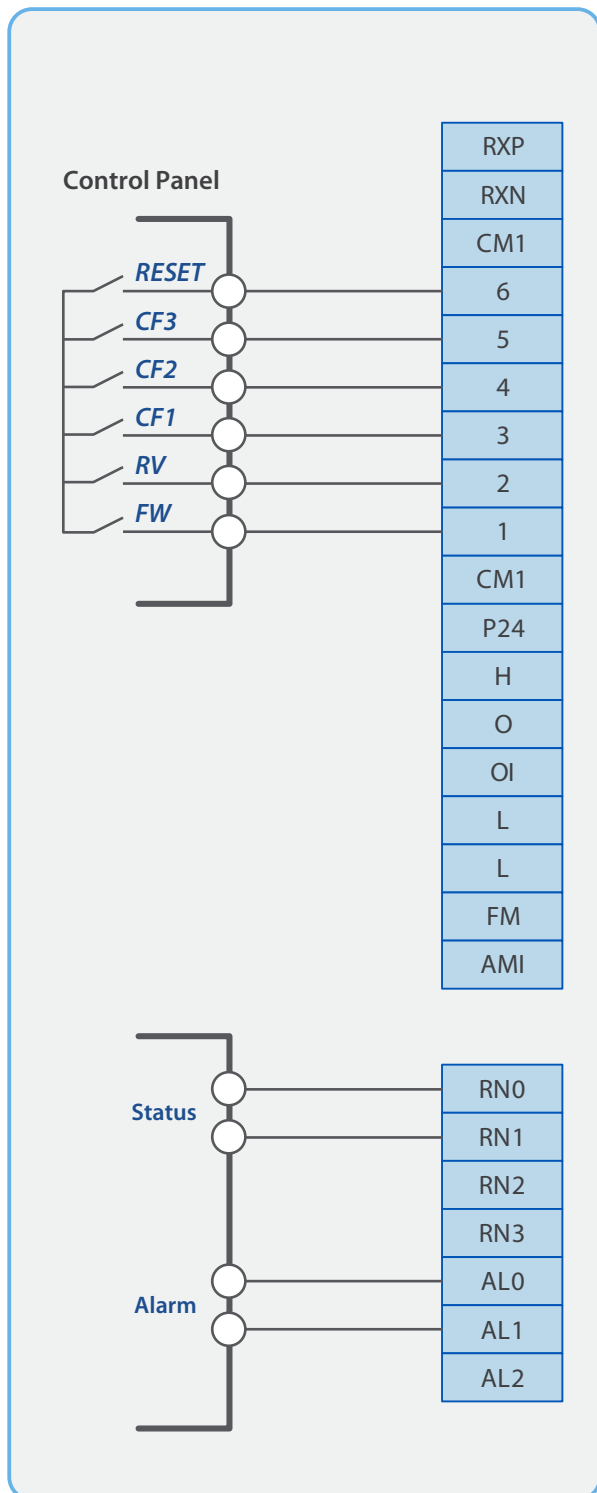 RXP
Control Panel
RXN
CM1
RESET
6
CF3
5
CF2
4
CF1
3
RV
2
FW
1
CM1
P24
H
O
OI
L
L
FM
AMI
RN0
Status
RN1
RN2
RN3
AL0
Alarm
AL1
AL2